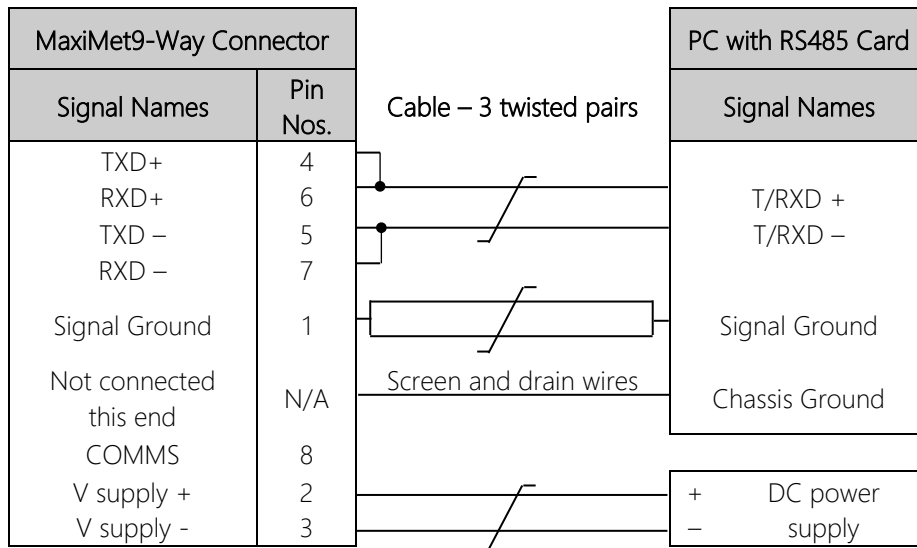 MaxiMet9-Way Connector
PC with RS485 Card
Signal Names
Pin
Nos.
Cable – 3 twisted pairs
Signal Names
TXD+ 4
RXD+ 6 T/RXD +
TXD – 5 T/RXD –
RXD – 7
Signal Ground 1 Signal Ground
Not connected
this end
N/A
Screen and drain wires
Chassis Ground
COMMS 8
V supply + 2 + DC power
V supply - 3 – supply